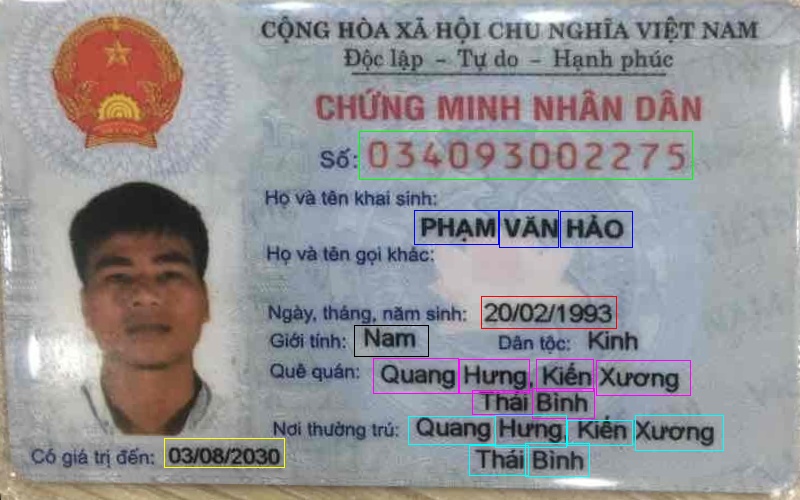 CỘNG HÒA XÃ HỘI CHỦ NGHĨA VIỆT NAM
Độc lập - Tự do - Hạnh phúc
CHỨNG MINH NHÂN DÂN
Số: 034093002275
Họ và tên khai sinh:
PHẠM VĂN HẢO
Họ và tên gọi khác:
Ngày, tháng, năm sinh: 20/02/1993
Giới tính: Nam Dân tộc: Kinh
Quê quán: Quang Hưng, Kiến Xương
Thái Bình
Nơi thường trú: Quang Hưng, Kiến Xương
Thái Bình
Có giá trị đến: 03/08/2030